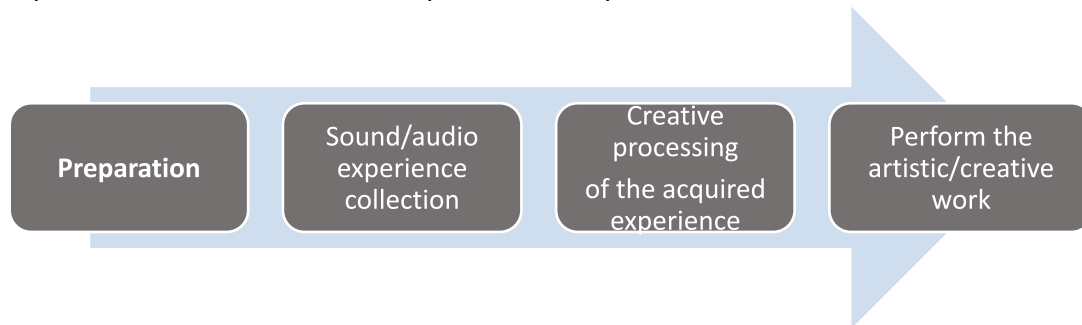 Preparation
Sound/audio
experience
collection
Creative
processing
of the acquired
experience
Perform the
artistic/creative
work